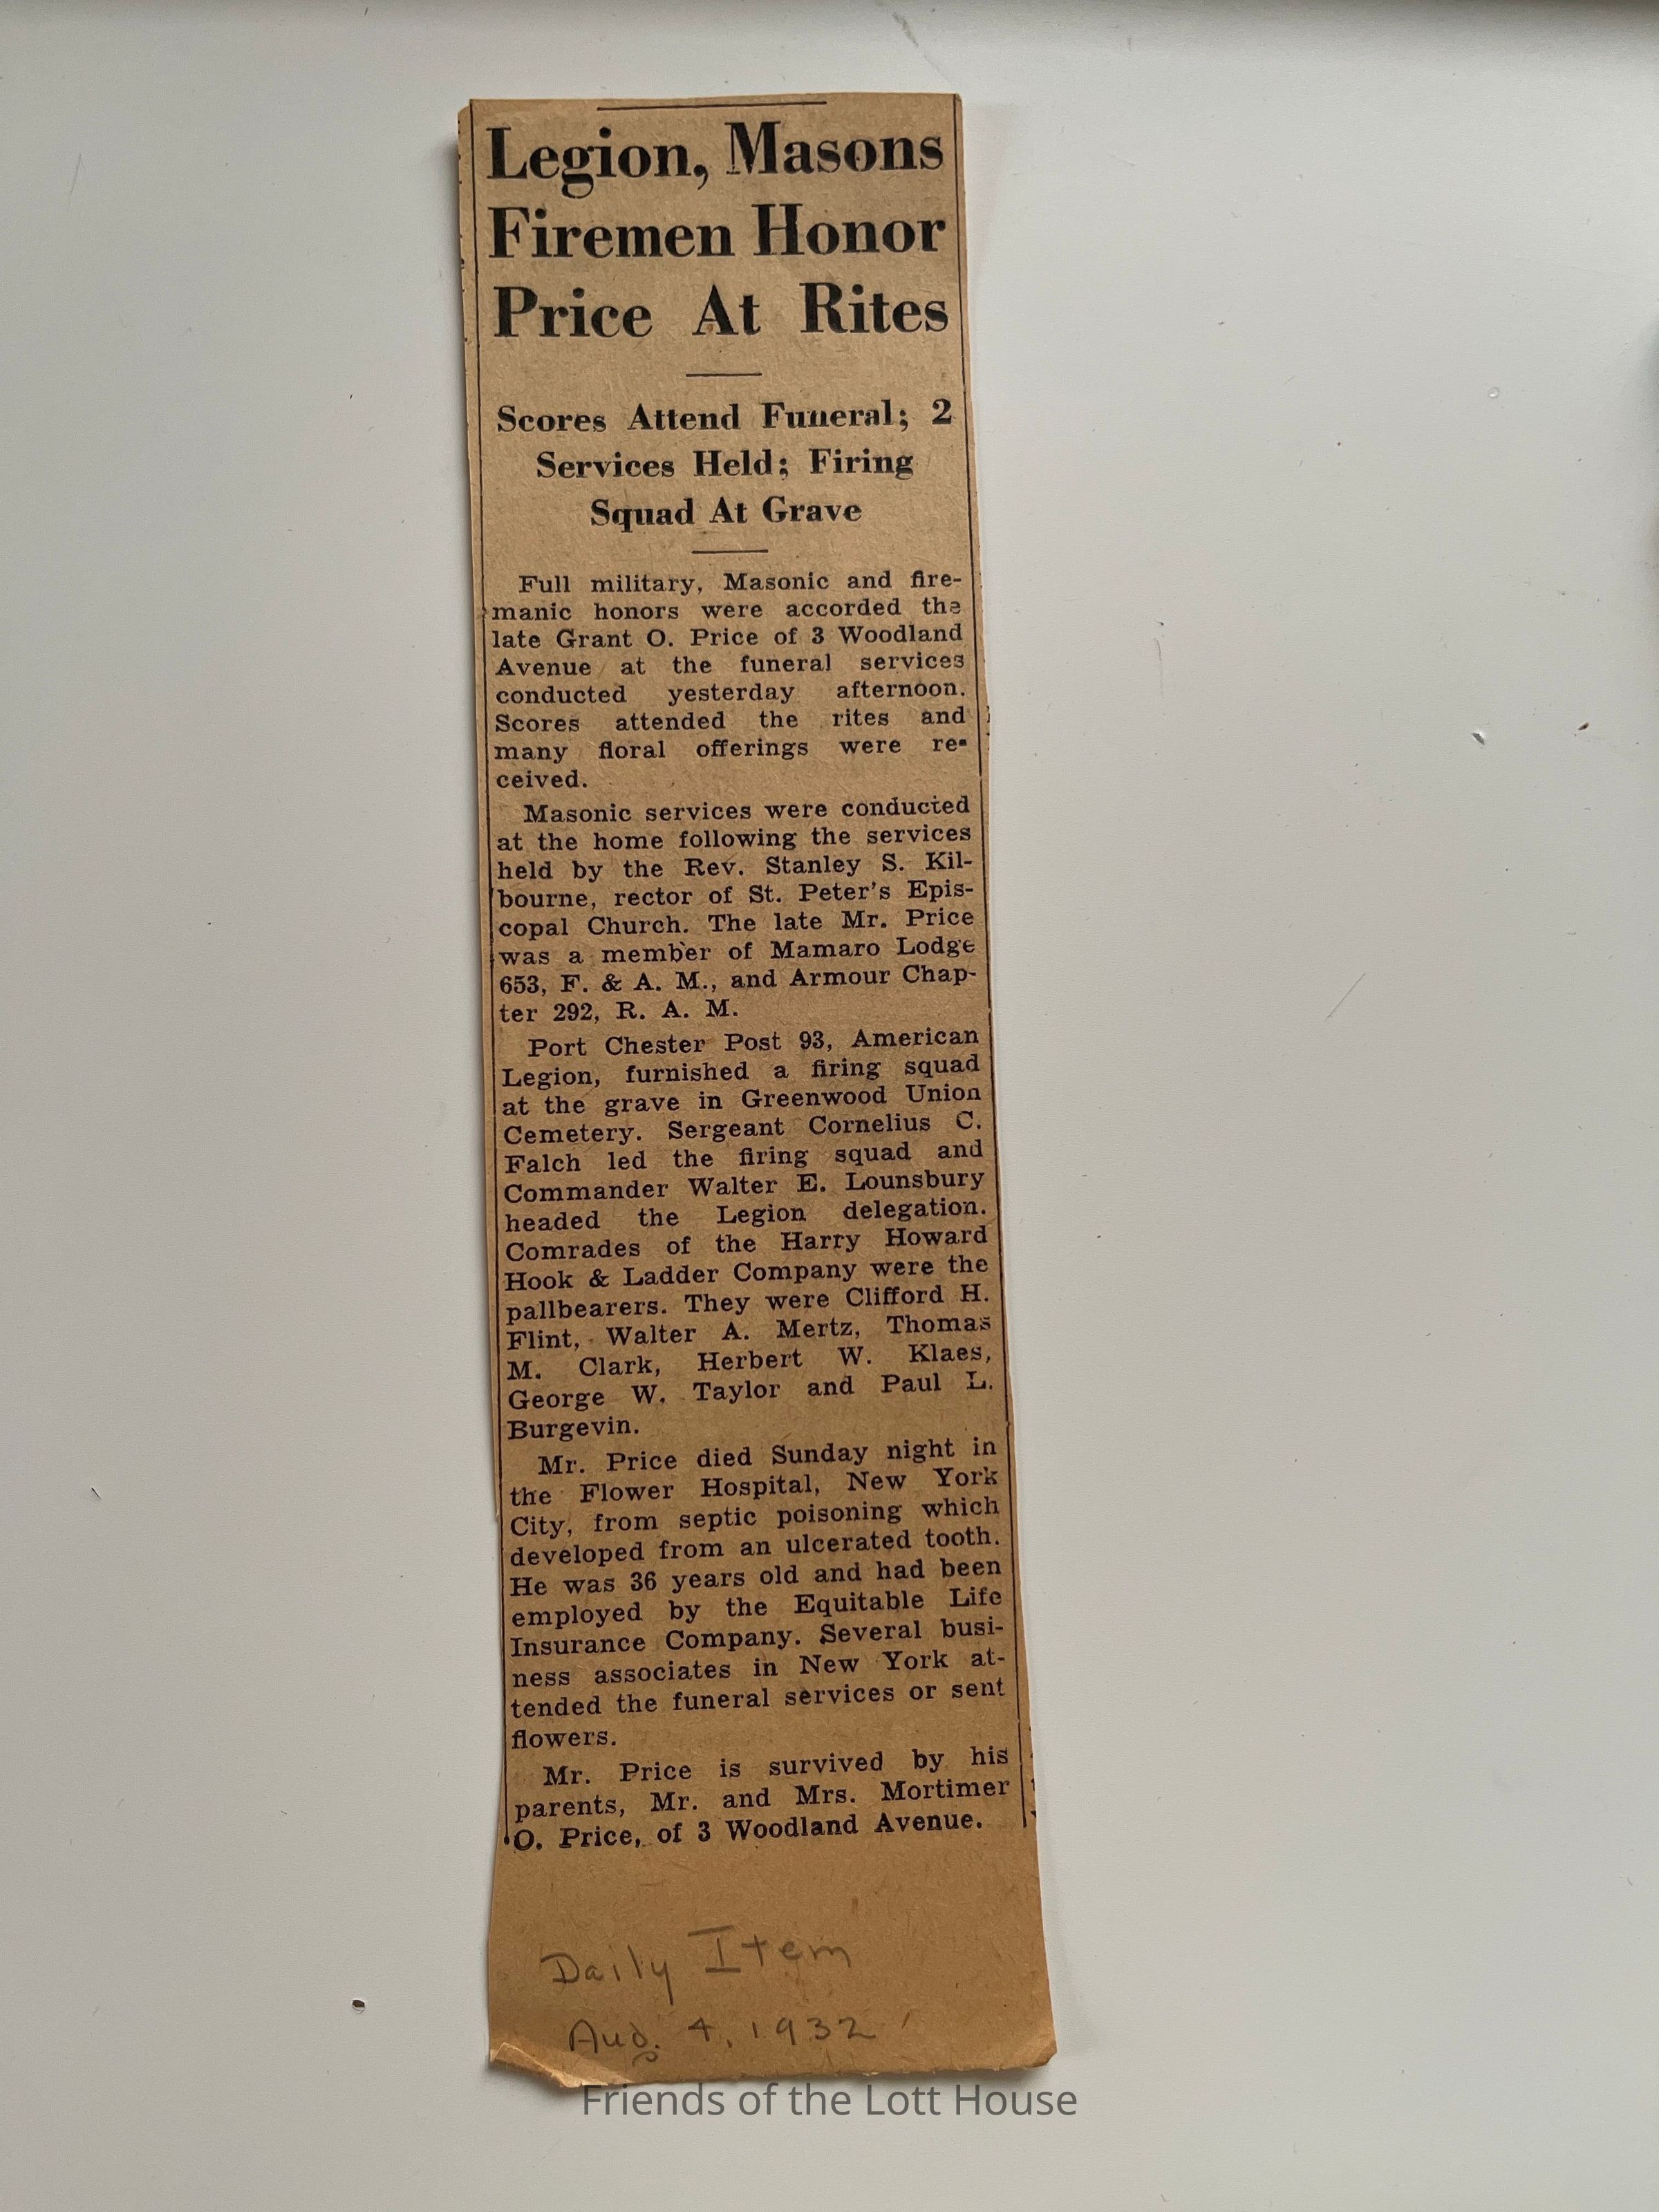 Legion, Masons
Firemen Honor
Price At Rites
Scores Attend Funeral; 2
Services Held; Firing
Squad At Grave
Full military, Masonic and fire-
manic honors were accorded the
late Grant O. Price of 3 Woodland
Avenue at the funeral services
conducted yesterday afternoon.
Scores attended the rites and
many floral offerings were re-
ceived.
Masonic services were conducted
at the home following the services
held by the Rev. Stanley S. Kil-
bourne, rector of St. Peter's Epis-
copal Church. The late Mr. Price
was a member of Mamaro Lodge
653, F. & A. M., and Armour Chap-
ter 292, R. A. M.
Port Chester Post 93, American
Legion, furnished a firing squad
at the grave in Greenwood Union
Cemetery. Sergeant Cornelius C.
Falch led the firing squad and
Commander Walter E. Lounsbury
headed the Legion delegation.
Comrades of the Harry Howard
Hook & Ladder Company were the
pallbearers. They were Clifford H.
Flint, Walter A. Mertz, Thomas
M. Clark, Herbert W. Klaes,
George W. Taylor and Paul L.
Burgevin.
Mr. Price died Sunday night in
the Flower Hospital, New York
City, from septic poisoning which
developed from an ulcerated tooth.
He was 36 years old and had been
employed by the Equitable Life
Insurance Company. Several busi-
ness associates in New York at-
tended the funeral services or sent
flowers.
Mr. Price is survived by his
parents, Mr. and Mrs. Mortimer
O. Price, of 3 Woodland Avenue.
Daily Item
Aug. 4, 1932
Friends of the Lott House